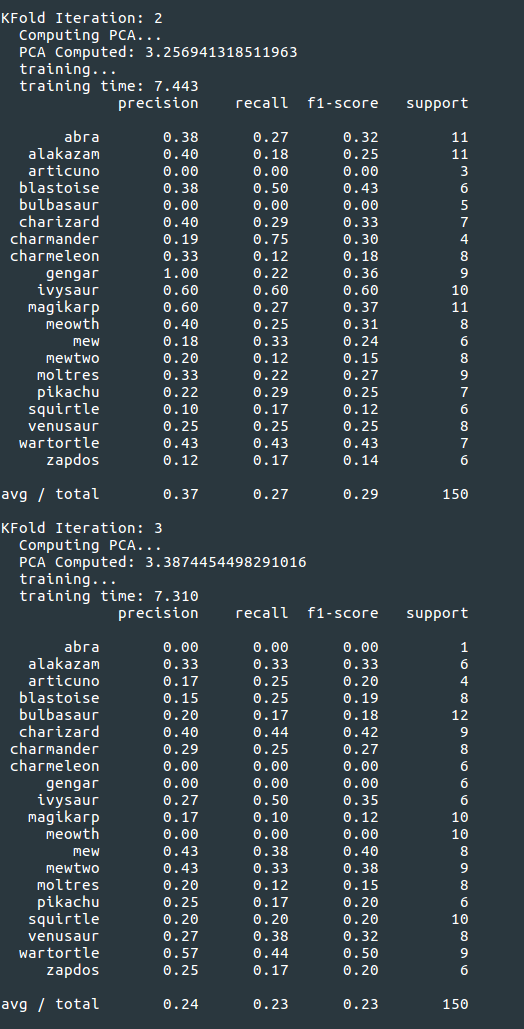 KFold Iteration: 2
Computing PCA...
PCA Computed: 3.256941318511963
training...
training time: 7.443
precision recall f1-score support
abra 0.38 0.27 0.32 11
alakazam 0.40 0.18 0.25 11
articuno 0.00 0.00 0.00 3
blastoise 0.38 0.50 0.43 6
bulbasaur 0.00 0.00 0.00 5
charizard 0.40 0.29 0.33 7
charmander 0.19 0.75 0.30 4
charmeleon 0.33 0.12 0.18 8
gengar 1.00 0.22 0.36 9
ivysaur 0.60 0.60 0.60 10
magikarp 0.60 0.27 0.37 11
meowth 0.40 0.25 0.31 8
mew 0.18 0.33 0.24 6
mewtwo 0.20 0.12 0.15 8
moltres 0.33 0.22 0.27 9
pikachu 0.22 0.29 0.25 7
squirtle 0.10 0.17 0.12 6
venusaur 0.25 0.25 0.25 8
wartortle 0.43 0.43 0.43 7
zapdos 0.12 0.17 0.14 6
avg / total 0.37 0.27 0.29 150
KFold Iteration: 3
Computing PCA...
PCA Computed: 3.3874454498291016
training...
training time: 7.310
precision recall f1-score support
abra 0.00 0.00 0.00 1
alakazam 0.33 0.33 0.33 6
articuno 0.17 0.25 0.20 4
blastoise 0.15 0.25 0.19 8
bulbasaur 0.20 0.17 0.18 12
charizard 0.40 0.44 0.42 9
charmander 0.29 0.25 0.27 8
charmeleon 0.00 0.00 0.00 6
gengar 0.00 0.00 0.00 6
ivysaur 0.27 0.50 0.35 6
magikarp 0.17 0.10 0.12 10
meowth 0.00 0.00 0.00 10
mew 0.43 0.38 0.40 8
mewtwo 0.43 0.33 0.38 9
moltres 0.20 0.12 0.15 8
pikachu 0.25 0.17 0.20 6
squirtle 0.20 0.20 0.20 10
venusaur 0.27 0.38 0.32 8
wartortle 0.57 0.44 0.50 9
zapdos 0.25 0.17 0.20 6
avg / total 0.24 0.23 0.23 150